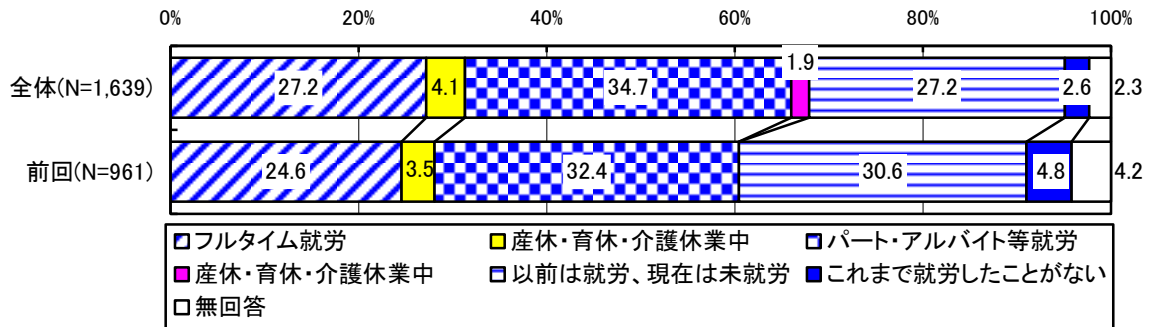 0% 20% 40% 60% 80% 100%
1.9
全体(N=1,639) 27.2 4.1 34.7 27.2 2.6 2.3
前回(N=961) 24.6 3.5 32.4 30.6 4.8 4.2
フルタイム就労 産休・育休・介護休業中 パート・アルバイト等就労
産休・育休・介護休業中 以前は就労、現在は未就労 これまで就労したことがない
無回答